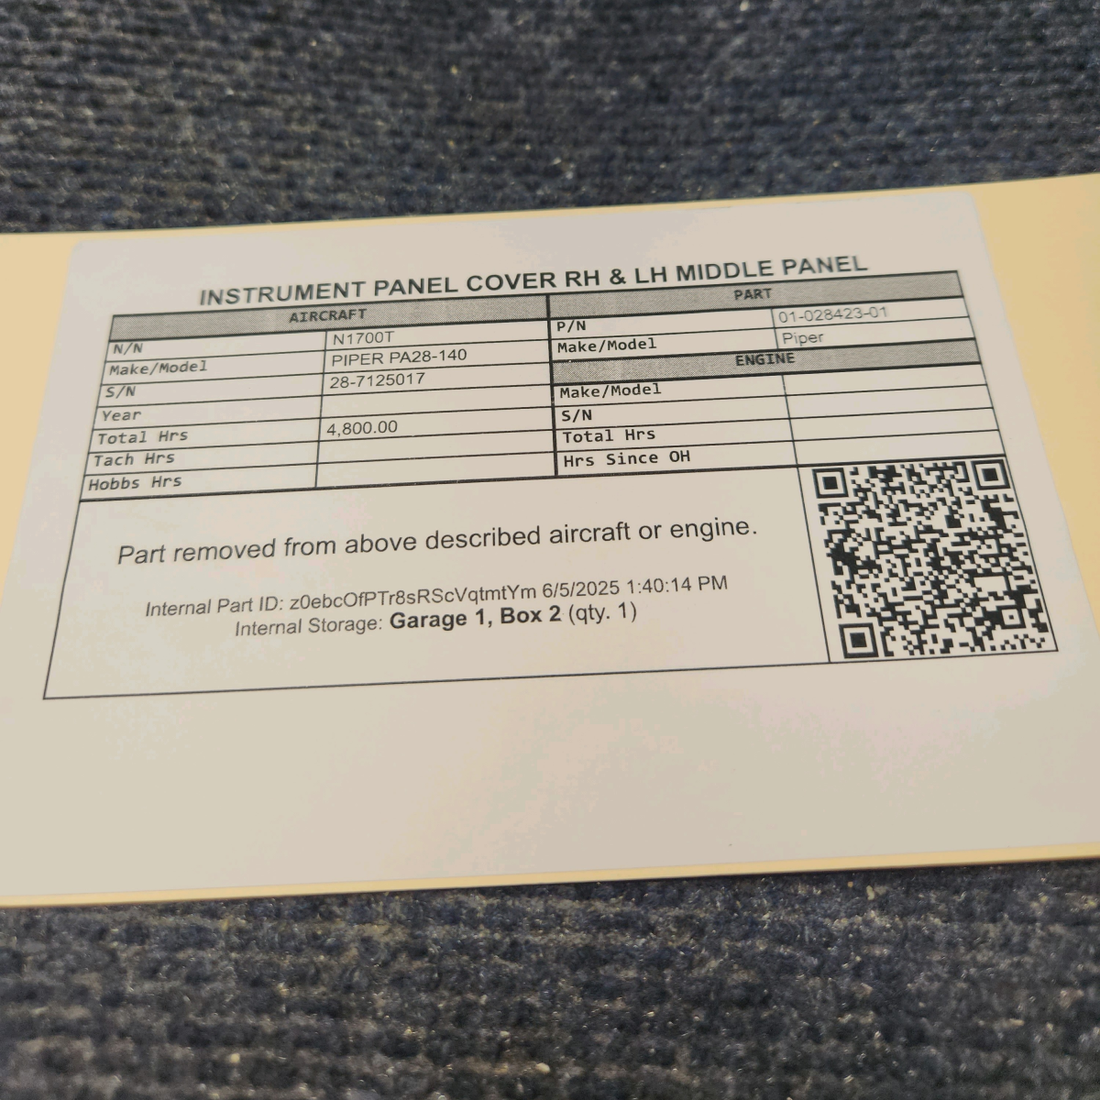 INSTRUMENT PANEL COVER RH & LH MIDDLE PANEL
AIRCRAFT
N/N N1700T
Make/Model PIPER PA28-140
S/N 28-7125017
Year
Total Hrs 4,800.00
Tach Hrs
Hobbs Hrs
PART
P/N 01-028423-01
Make/Model Piper
ENGINE
Make/Model
S/N
Total Hrs
Hrs Since OH
Part removed from above described aircraft or engine.
Internal Part ID: z0ebcOfPTr8sRScVqtmtYm 6/5/2025 1:40:14 PM
Internal Storage: Garage 1, Box 2 (qty. 1)